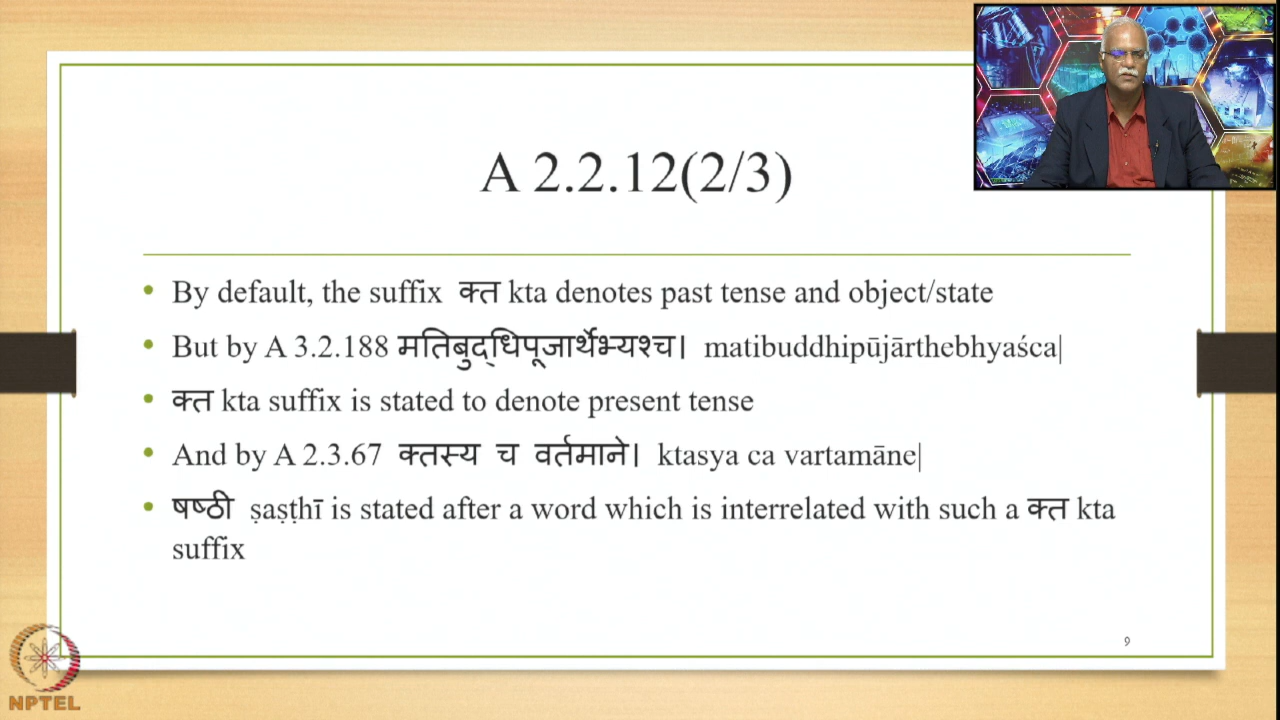 A 2.2.12(2/3)
• By default, the suffix क्त kta denotes past tense and object/state
• But by A 3.2.188 मतिबुद्धिपूजार्थेभ्यश्च। matibuddhipūjārthebhyaśca|
• क्त kta suffix is stated to denote present tense
• And by A 2.3.67 क्तस्य च वर्तमाने। ktasya ca vartamāne|
• षष्ठी ṣaṣṭhī is stated after a word which is interrelated with such a क्त kta
suffix
9
NPTEL